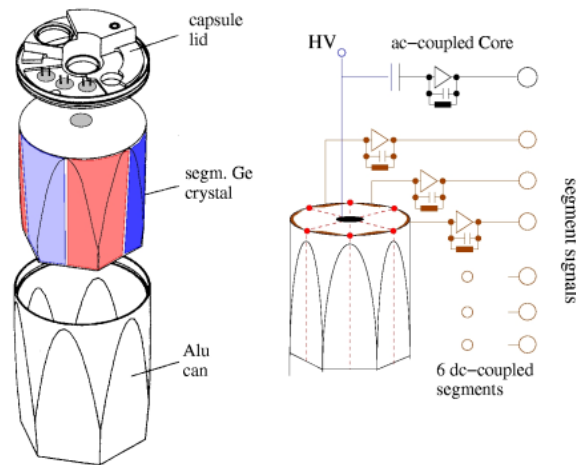 capsule
lid
segm. Ge
crystal
Alu
can
HV
ac-coupled Core
segment signals
6 dc-coupled
segments